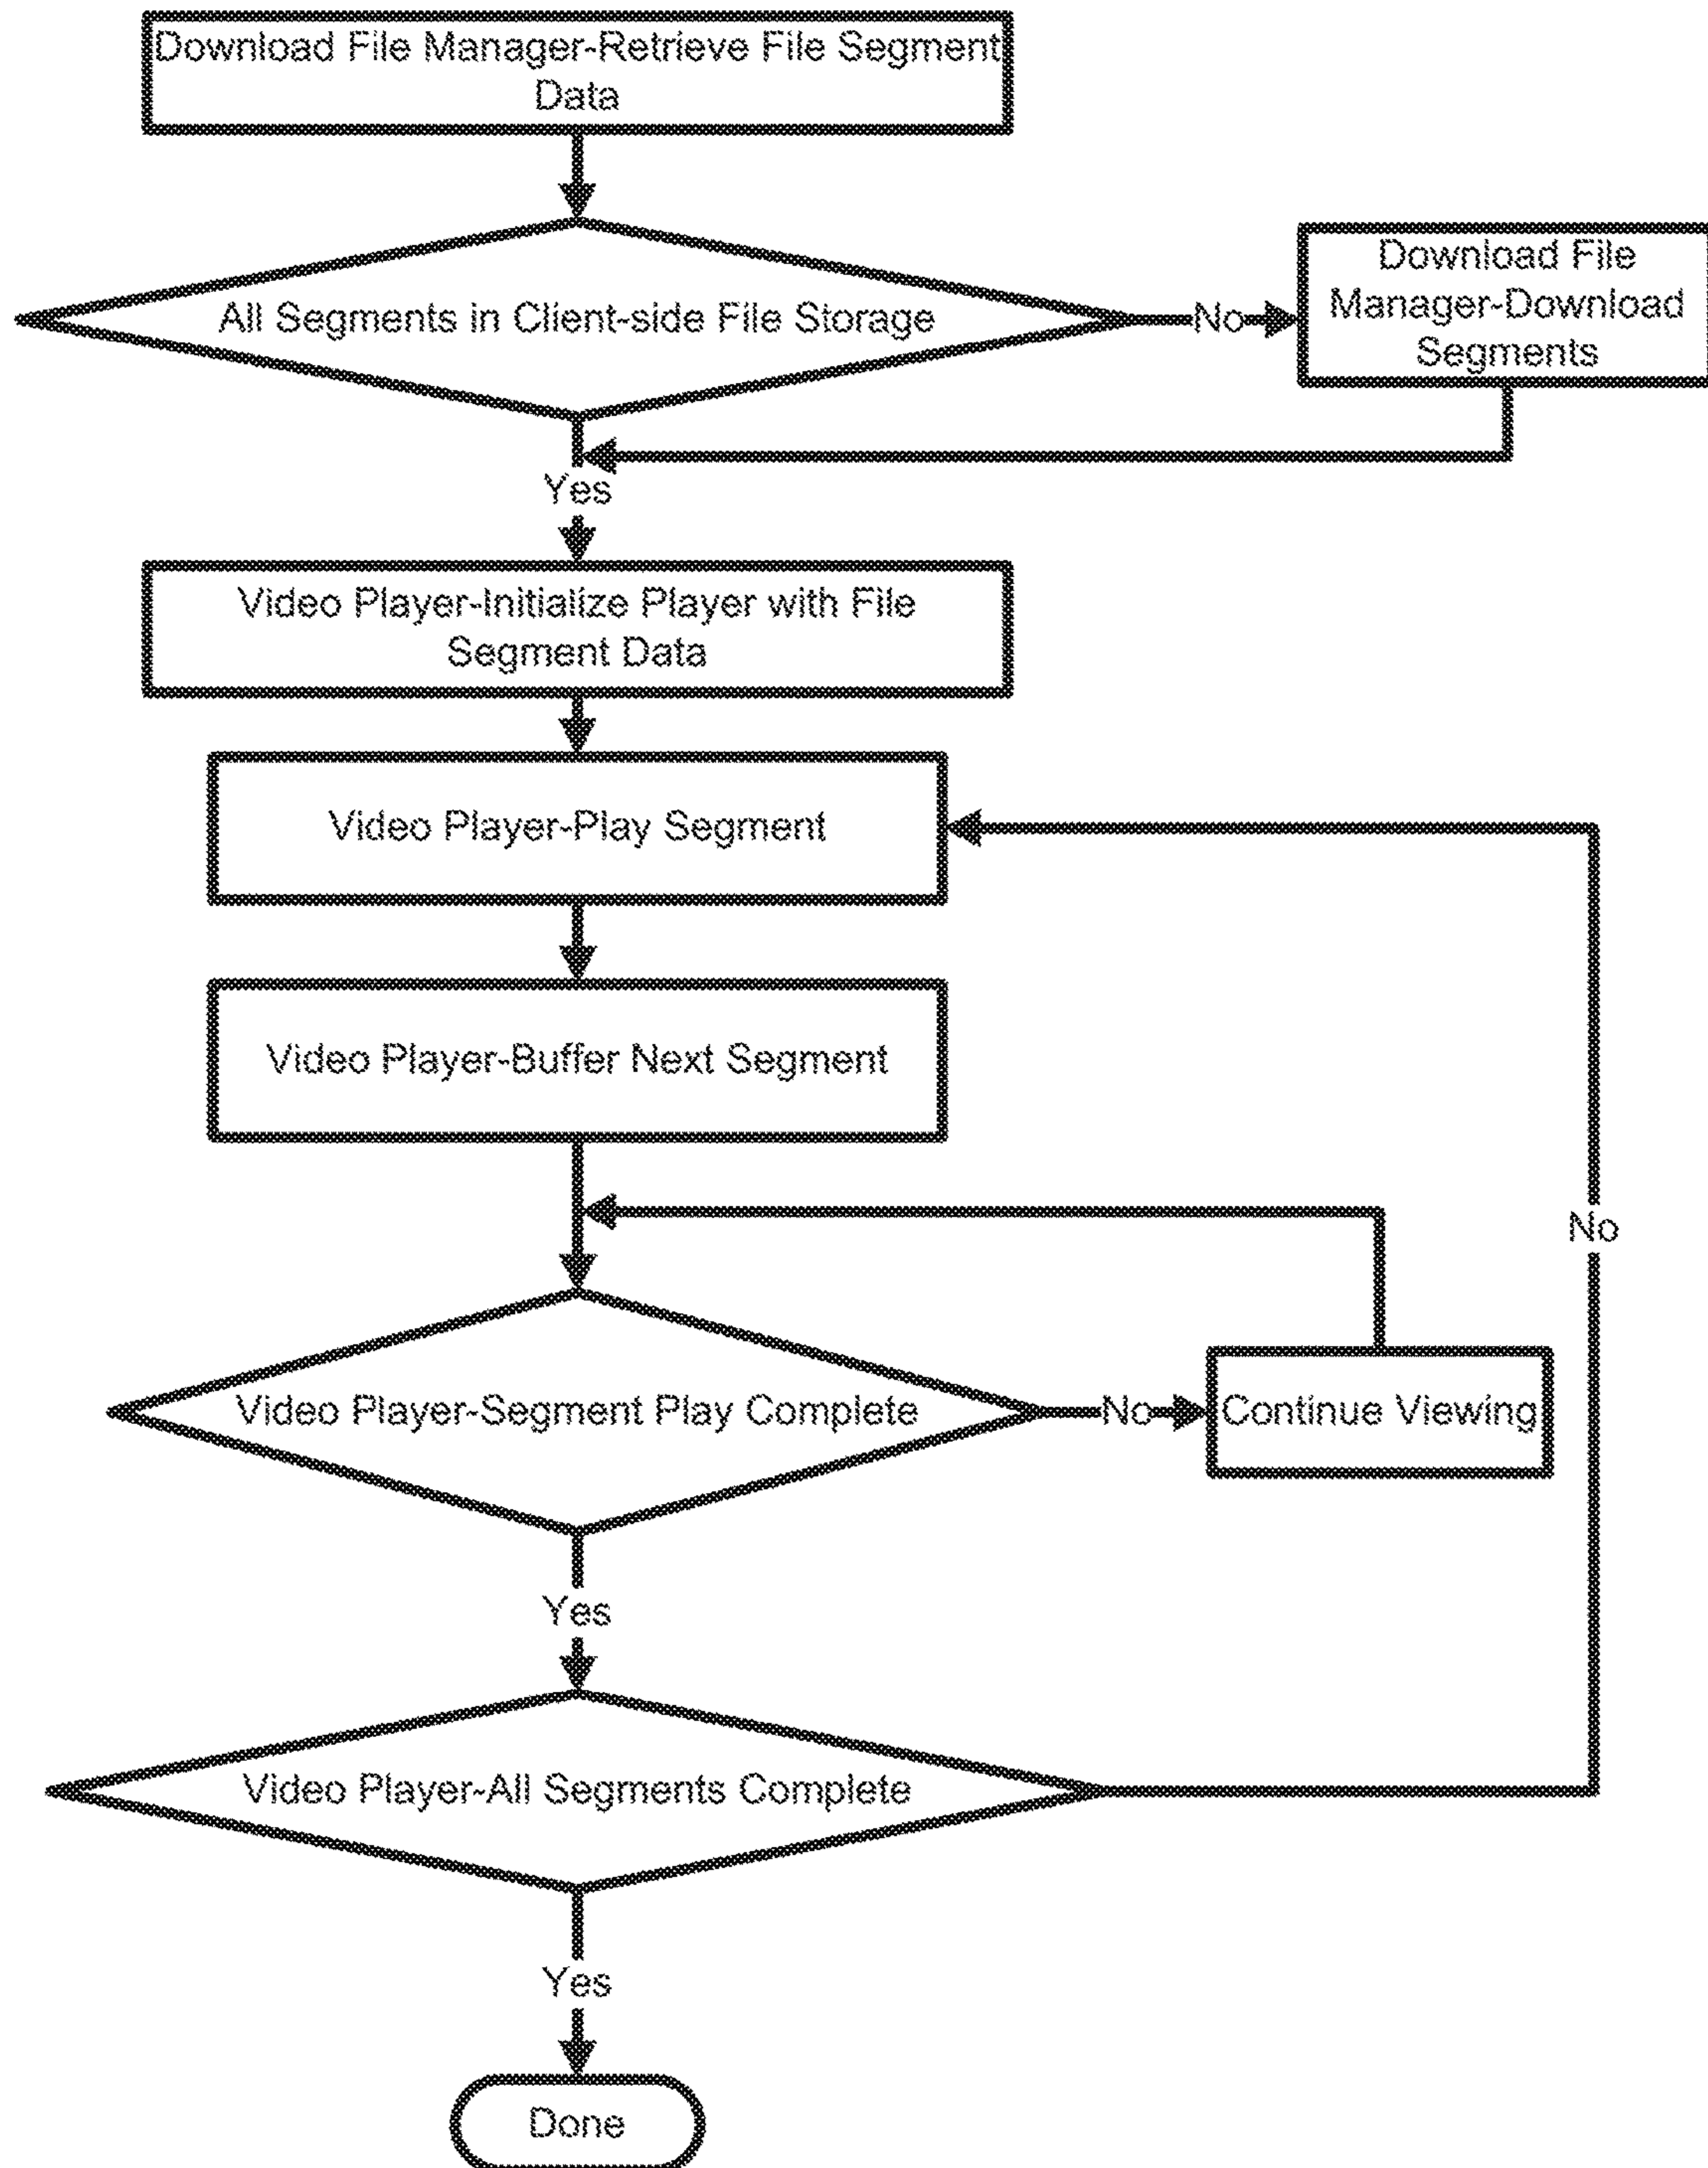 Download File Manager-Retrieve File Segment
Data
All Segments in Client-side File Storage
No
Download File
Manager-Download
Segments
Yes
Video Player-Initialize Player with File
Segment Data
Video Player-Play Segment
Video Player-Buffer Next Segment
No
Video Player-Segment Play Complete
No
Continue Viewing
Yes
Video Player-All Segments Complete
Yes
Done